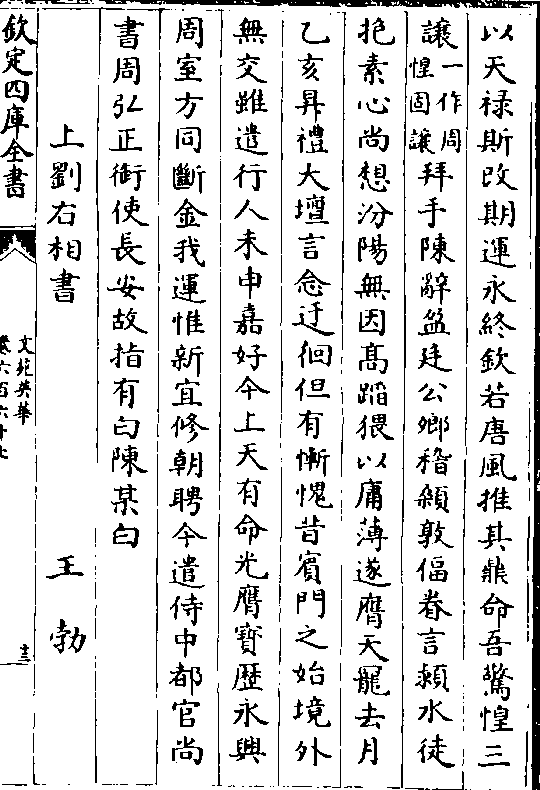 以天禄斯改期運永終欽若唐風推其鼎命吾驚惶三
讓一作周惶固讓拜手陳辭盈廷公卿稽顙敦偪眷言潁水徒
抱素心尚想汾陽無因髙蹈猥以庸薄遂膺天寵去月
乙亥昇禮大壇言念迁徊但有慚愧昔賓門之始境外
無交雖遣行人未申嘉好今上天有命光膺寳歴永興
周室方同斷金我運惟新宜修朝聘今遣侍中都官尚
書周弘正銜使長安故指有白陳某白
上劉右相書 王勃
欽定四庫全書
文苑英華
卷六百六十七
十三